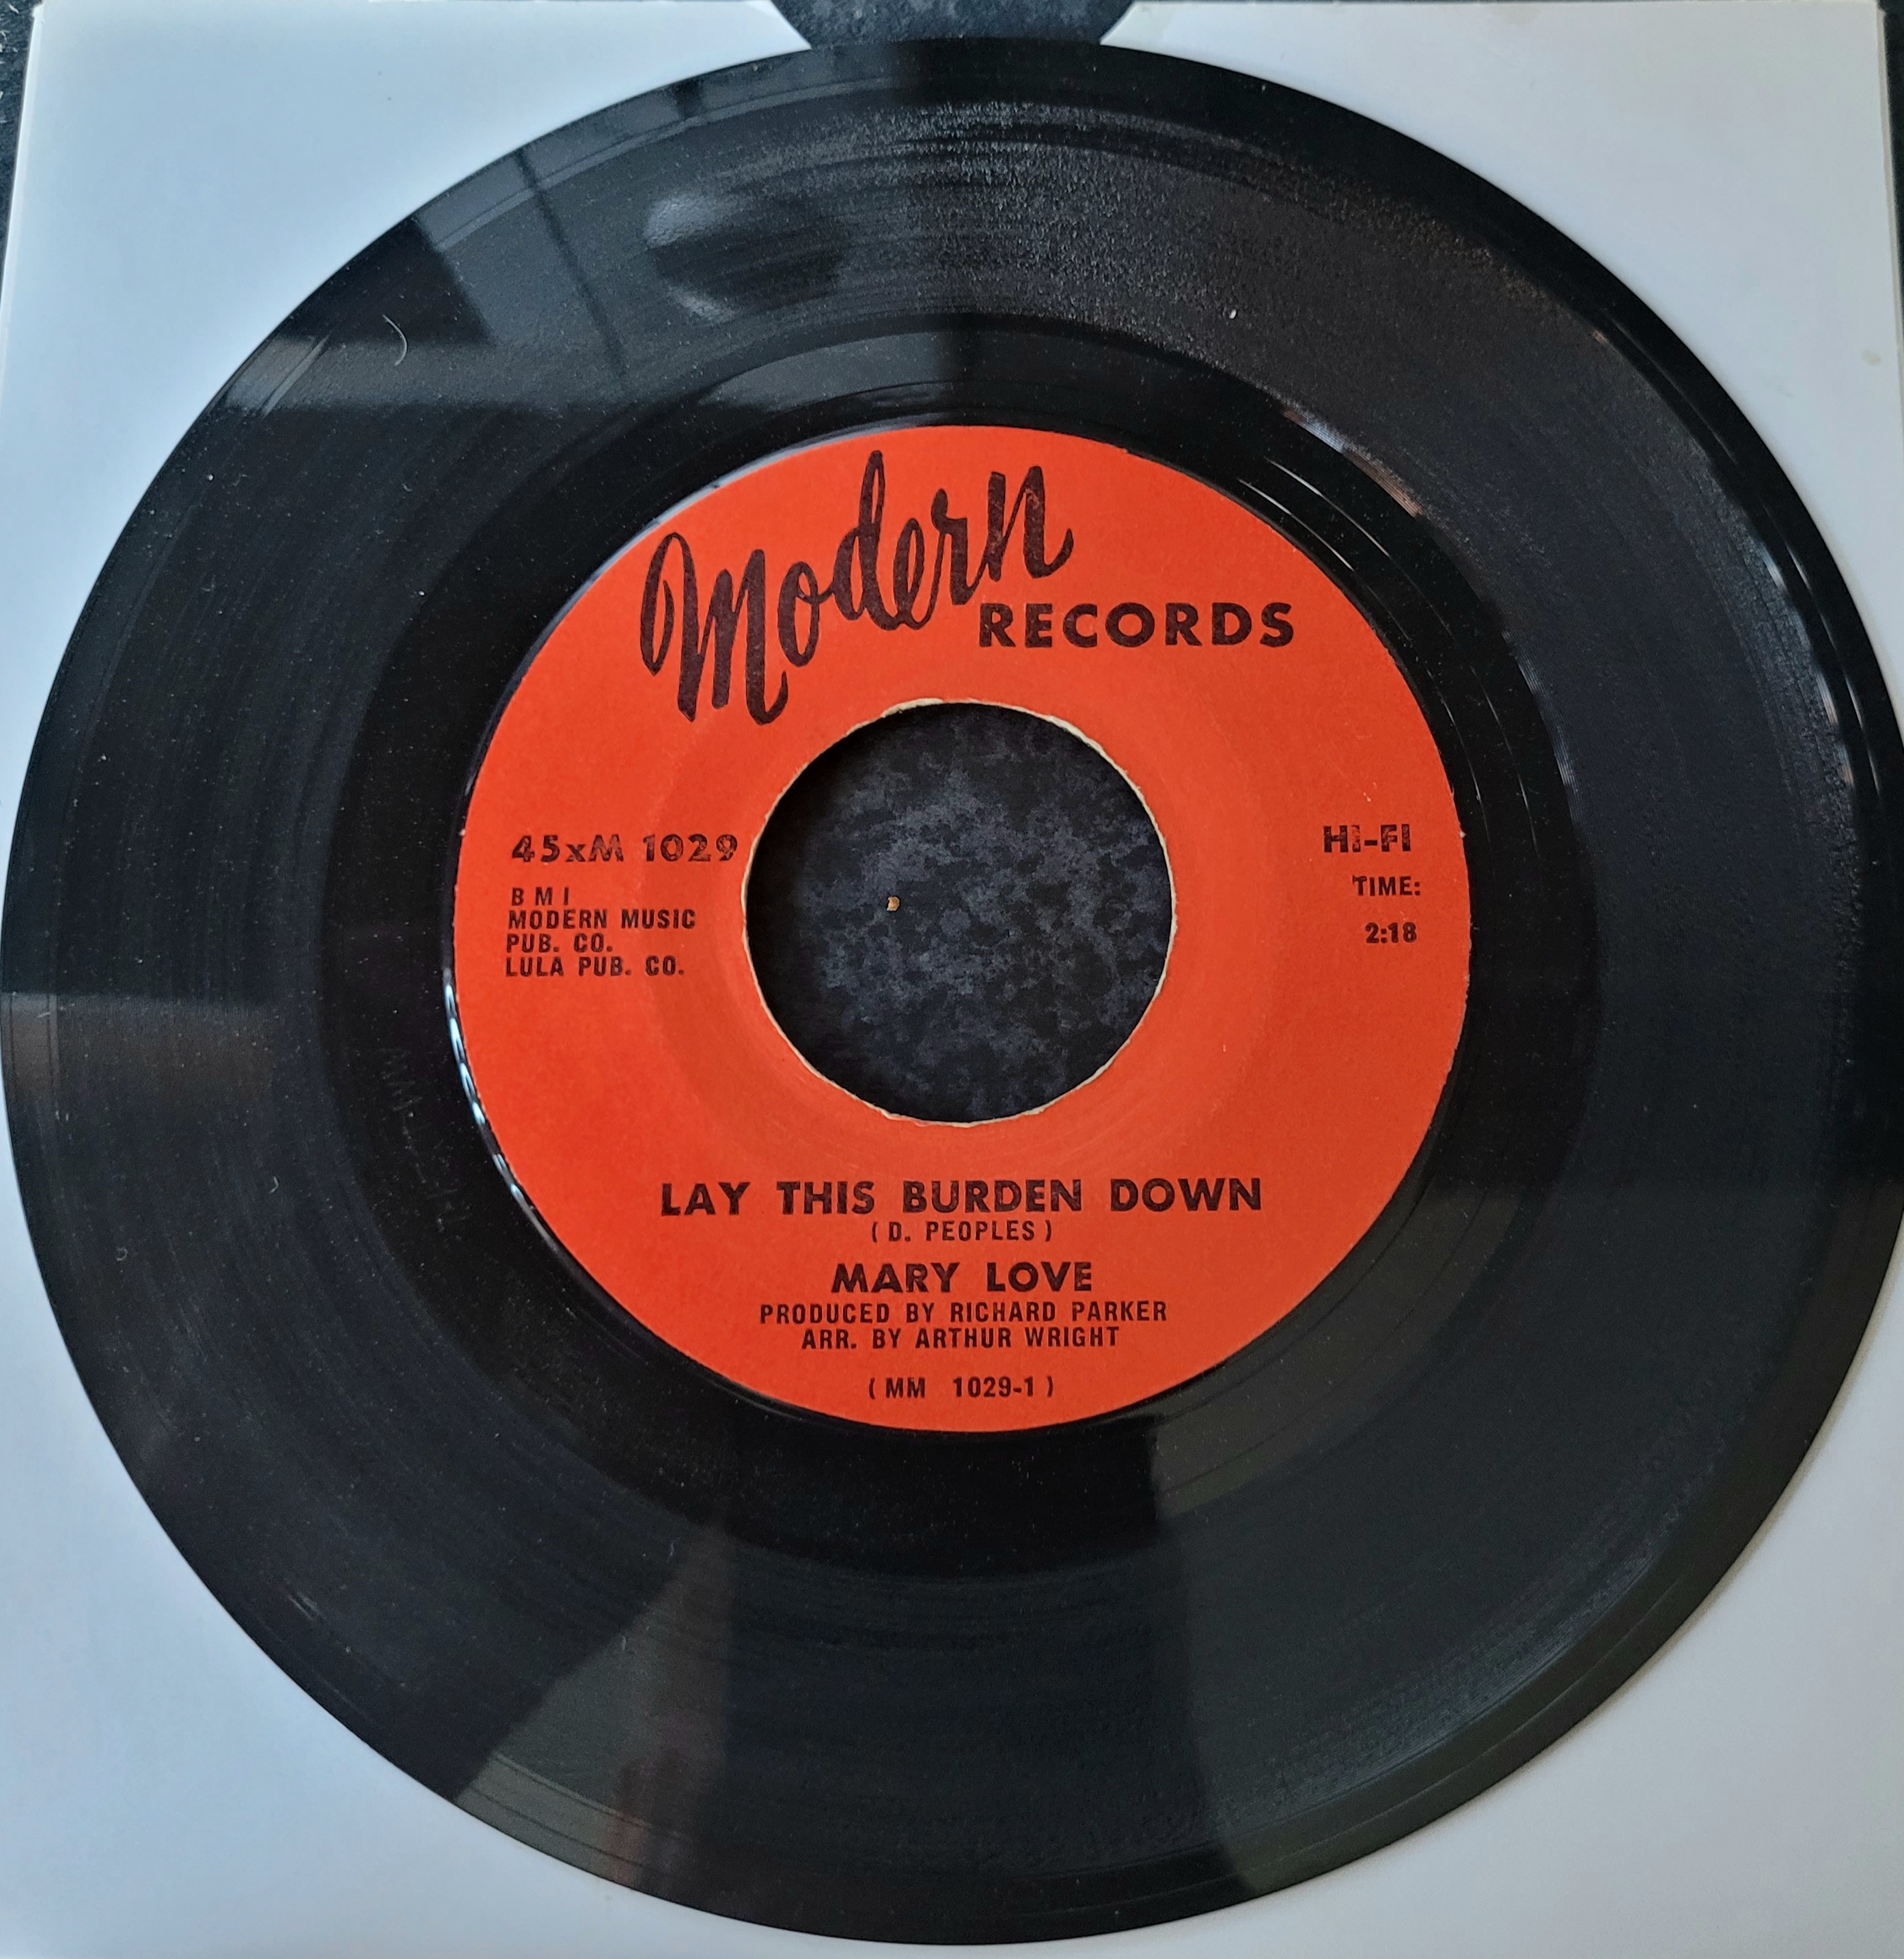 Modern
RECORDS
45xM 1029
HI-FI
BMI
TIME:
MODERN MUSIC
PUB. CO.
2:18
LULA PUB. CO.
LAY THIS BURDEN DOWN
( D. PEOPLES )
MARY LOVE
PRODUCED BY RICHARD PARKER
ARR. BY ARTHUR WRIGHT
( MM 1029-1 )